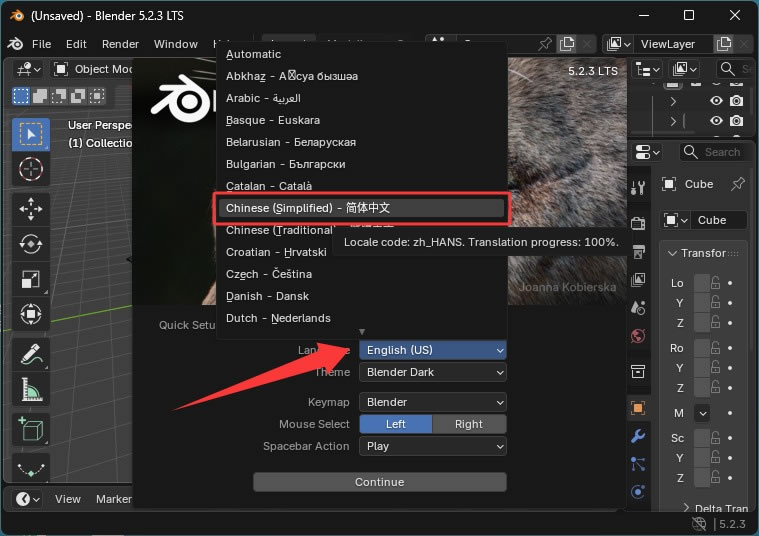 (Unsaved) - Blender 5.2.3 LTS
File Edit Render Window ViewLayer
Object Mod
5.2.3 LTS
Search
User Perspe
(1) Collectio
Automatic
Abkhaz - Аԥсуа бызшәа
Arabic - العربية
Basque - Euskara
Belarusian - Беларуская
Bulgarian - Български
Catalan - Català
Chinese (Simplified) - 简体中文
Chinese (Traditional
Locale code: zh_HANS. Translation progress: 100%.
Croatian - Hrvatski
Czech - Čeština
Danish - Dansk
Dutch - Nederlands
Joanna Kobierska
Quick Setu
English (US)
Theme Blender Dark
Keymap Blender
Mouse Select Left Right
Spacebar Action Play
Continue
Cube
Cube
Transfor
Lo
Y
Z
Ro
Y
Z
M
Sc
Y
Z
Delta Tran
View Marker
5.2.3